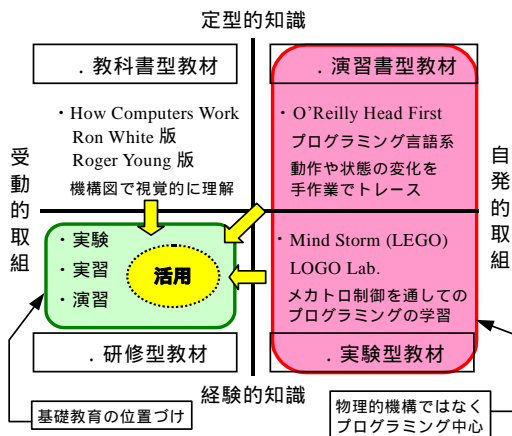 定型的知識
．教科書型教材
．演習書型教材
・How Computers Work
Ron White 版
Roger Young 版
機構図で視覚的に理解
・O’Reilly Head First
プログラミング言語系
動作や状態の変化を
手作業でトレース
受動的取組
自発的取組
・実験
・実習
・演習
活用
・Mind Storm (LEGO)
LOGO Lab.
メカトロ制御を通しての
プログラミングの学習
．研修型教材
．実験型教材
経験的知識
基礎教育の位置づけ
物理的機構ではなく
プログラミング中心